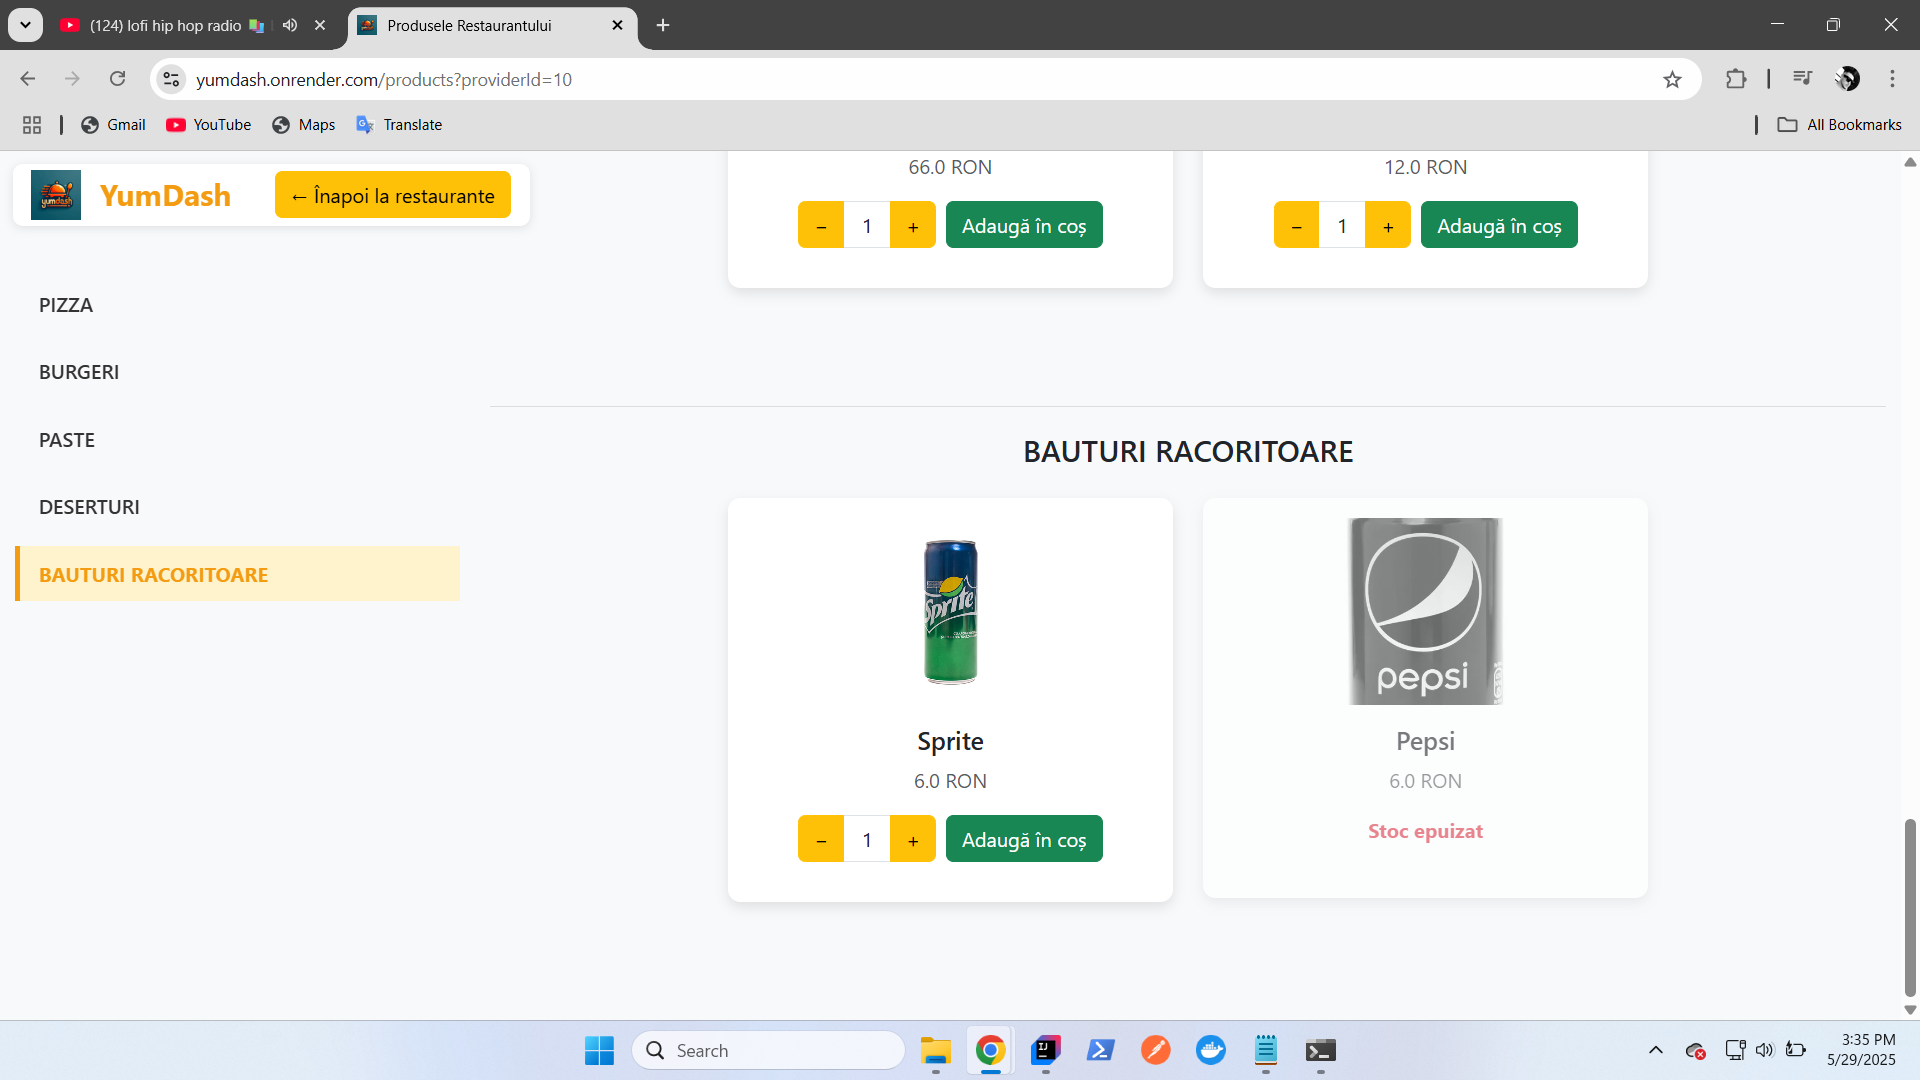 (124) lofi hip hop radio
Produsele Restaurantului
yumdash.onrender.com/products?providerId=10
Gmail
YouTube
Maps
Translate
All Bookmarks
yumdash
YumDash
← Înapoi la restaurante
66.0 RON
12.0 RON
– 1 + Adaugă în coș
– 1 + Adaugă în coș
PIZZA
BURGERI
PASTE
DESERTURI
BAUTURI RACORITOARE
BAUTURI RACORITOARE
Sprite
pepsi
Sprite
Pepsi
6.0 RON
6.0 RON
– 1 + Adaugă în coș
Stoc epuizat
Search
IJ
3:35 PM
5/29/2025